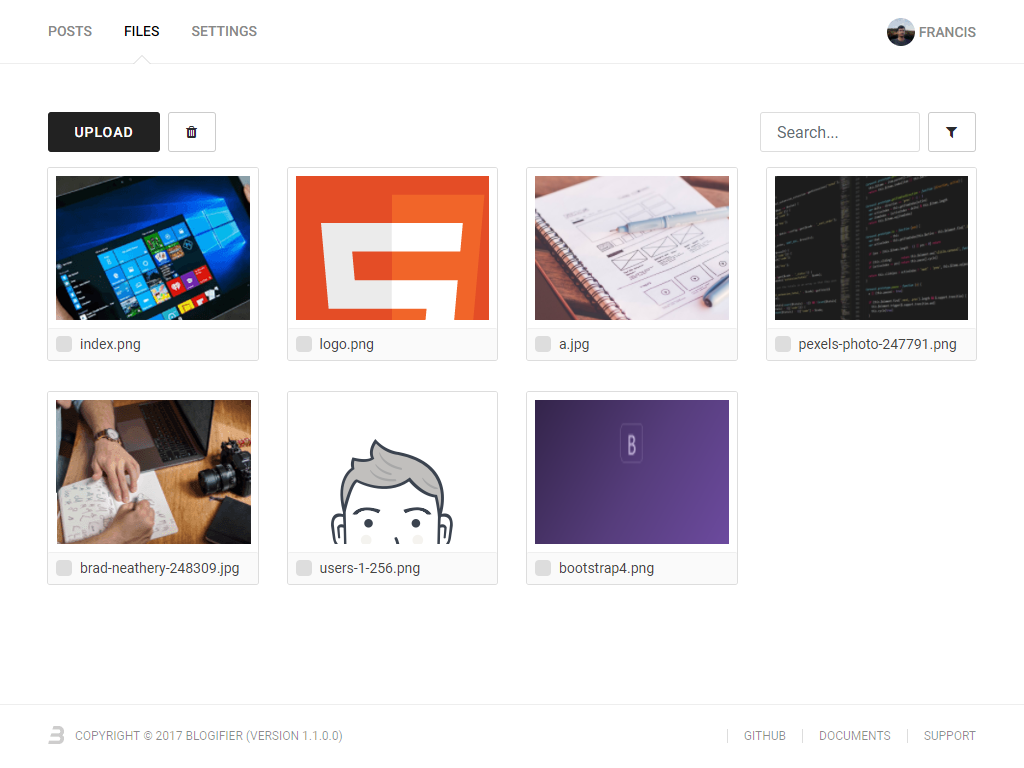 POSTS FILES SETTINGS FRANCIS
UPLOAD Search...
index.png logo.png a.jpg pexels-photo-247791.png
B
brad-neathery-248309.jpg users-1-256.png bootstrap4.png
COPYRIGHT © 2017 BLOGIFIER (VERSION 1.1.0.0) GITHUB DOCUMENTS SUPPORT